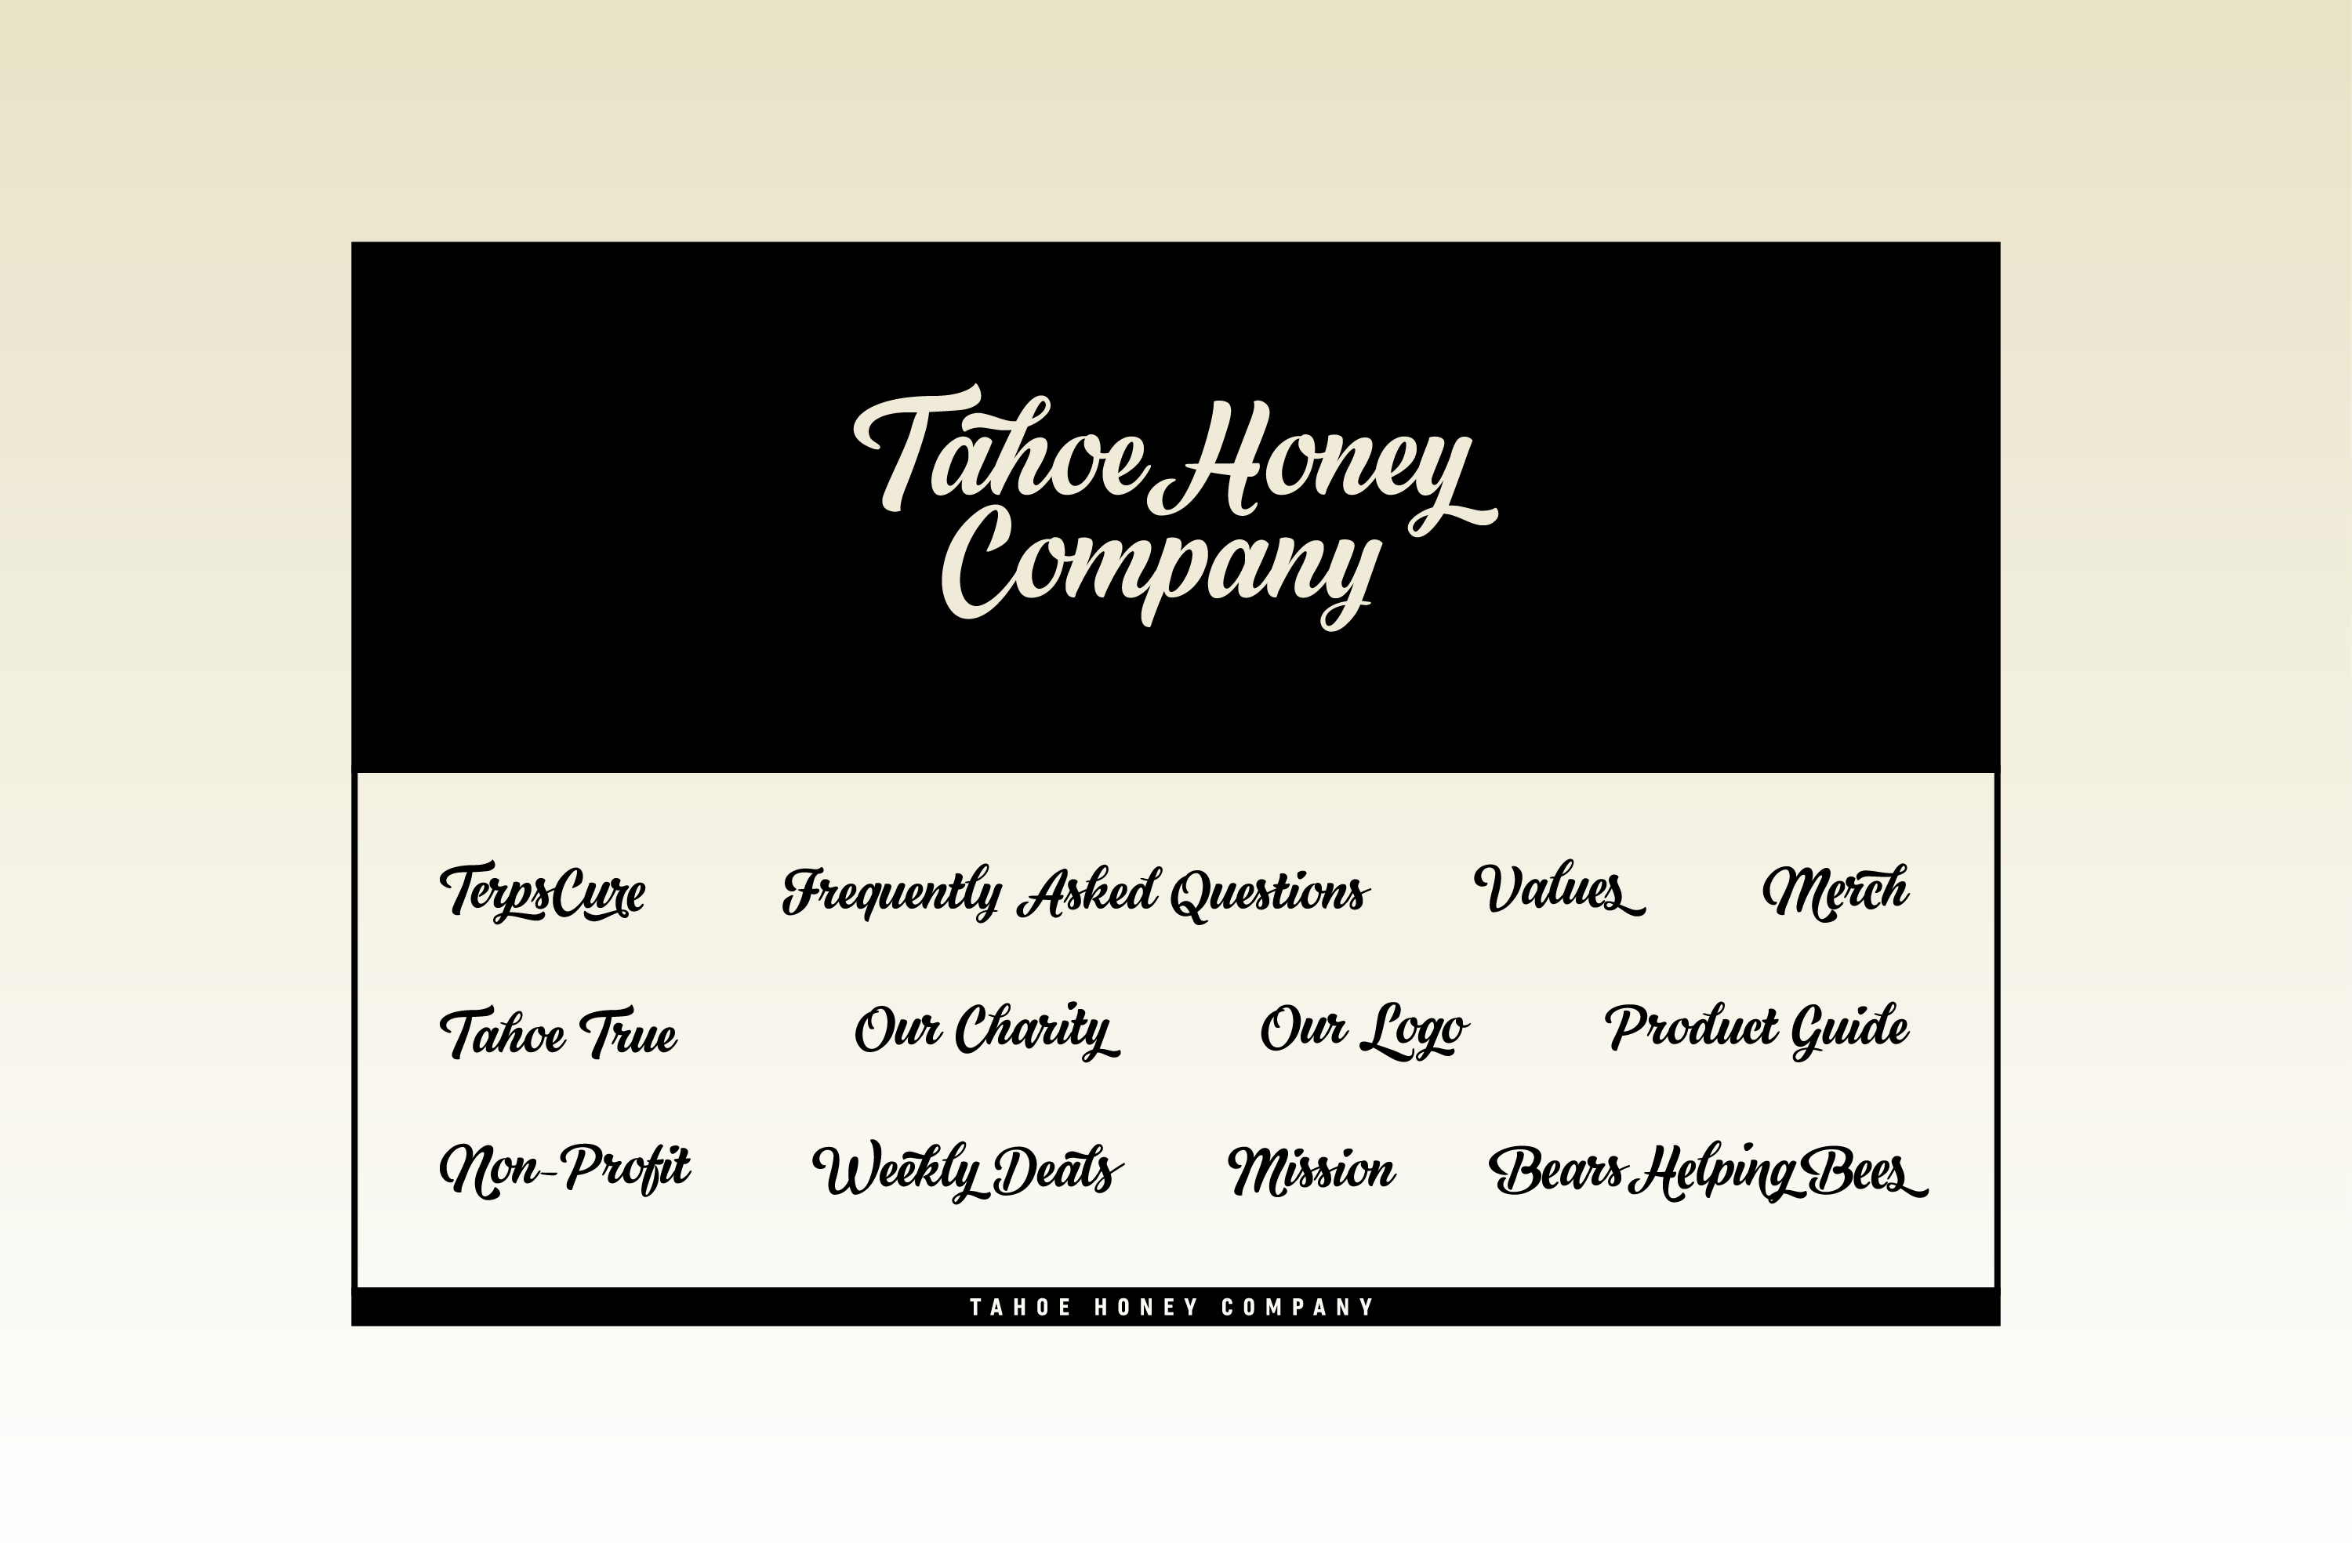 Tahoe Honey
Company
TerpsCure Frequently Asked Questions Values Merch
Tahoe True Our Charity Our Logo Product Guide
Non-Profit Weekly Deals Mission Bears Helping Bees
TAHOE HONEY COMPANY